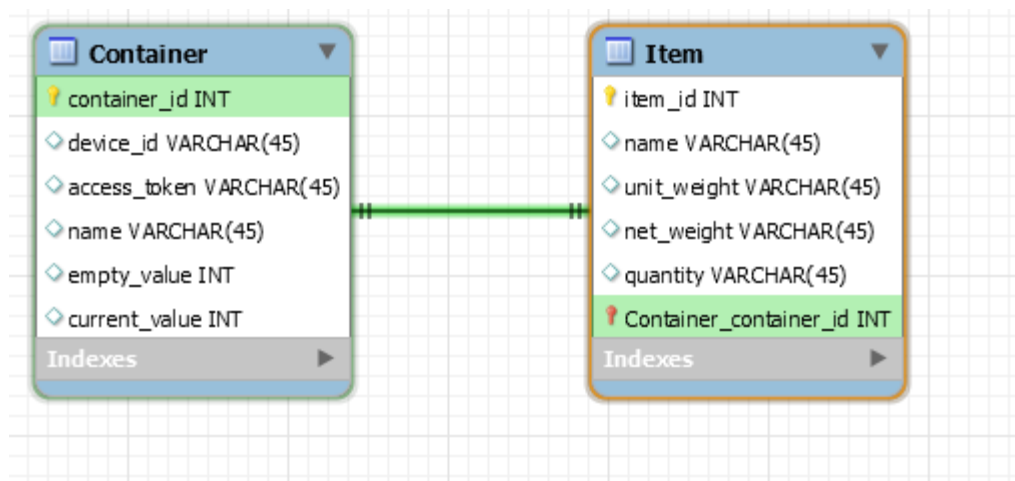 Container
container_id INT
device_id VARCHAR(45)
access_token VARCHAR(45)
name VARCHAR(45)
empty_value INT
current_value INT
Indexes
Item
item_id INT
name VARCHAR(45)
unit_weight VARCHAR(45)
net_weight VARCHAR(45)
quantity VARCHAR(45)
Container_container_id INT
Indexes